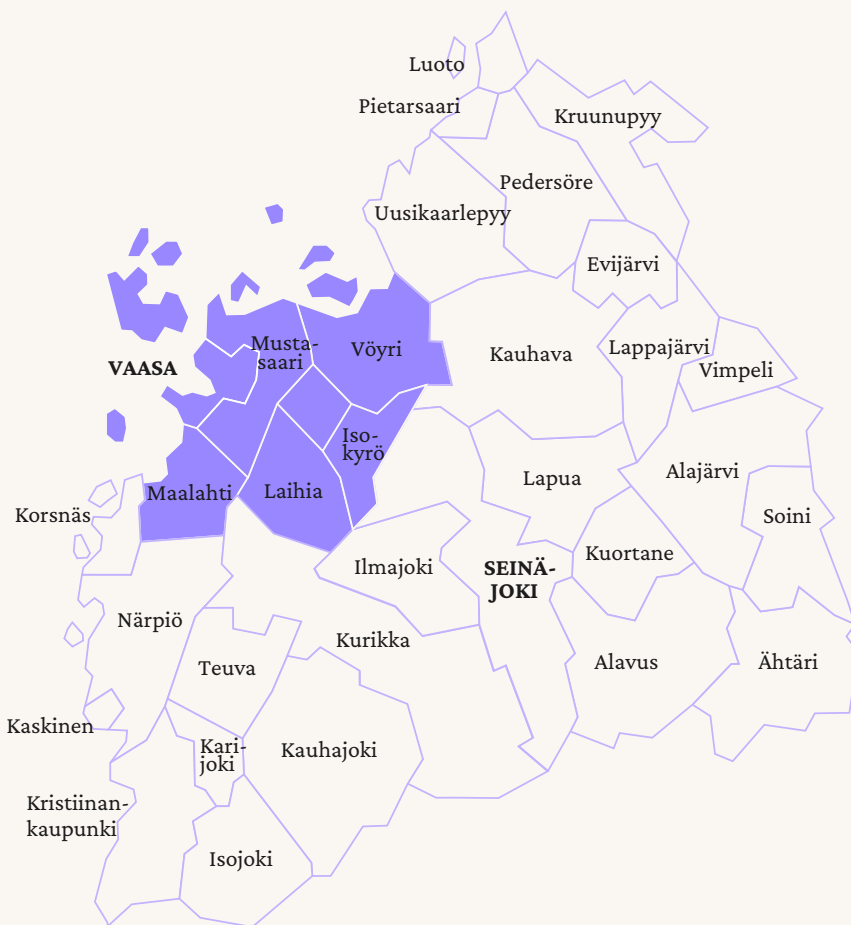 Luoto
Pietarsaari
Kruunupyy
Pedersöre
Uusikaarlepyy
Evijärvi
Musta-
saari
Vöyri
Kauhava
Lappajärvi
VAASA
Vimpeli
Iso-
kyrö
Lapua
Alajärvi
Maalahti
Laihia
Korsnäs
Soini
Ilmajoki
SEINÄ-
JOKI
Kuortane
Närpiö
Kurikka
Teuva
Alavus
Ähtäri
Kaskinen
Kari-
joki
Kauhajoki
Kristiinan-
kaupunki
Isojoki